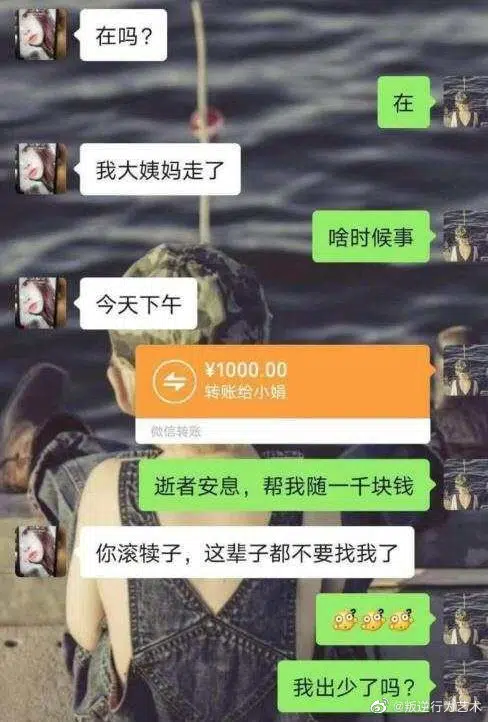 在吗?
在
我大姨妈走了
啥时候事
今天下午
¥1000.00
转账给小娟
微信转账
逝者安息，帮我随一千块钱
你滚犊子，这辈子都不要找我了
我出少了吗?
@叛逆行为艺术